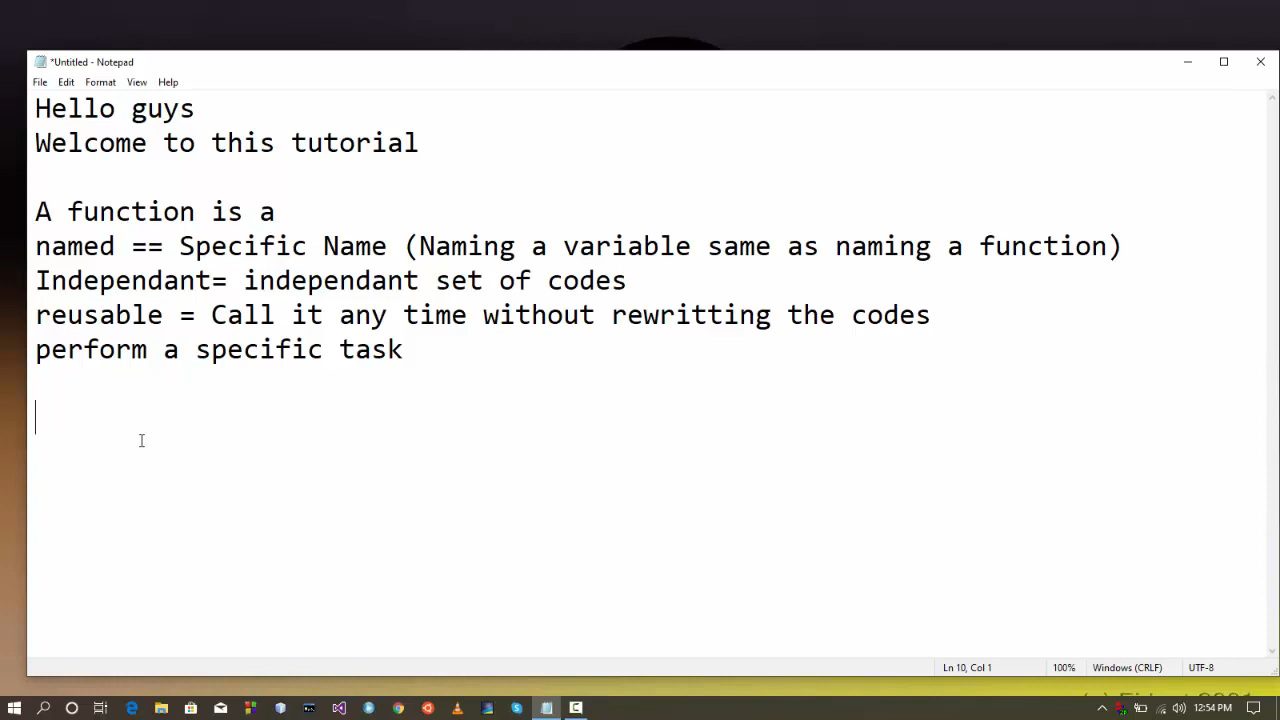 *Untitled - Notepad
File Edit Format View Help
Hello guys
Welcome to this tutorial
A function is a
named == Specific Name (Naming a variable same as naming a function)
Independant= independant set of codes
reusable = Call it any time without rewritting the codes
perform a specific task
Ln 10, Col 1 100% Windows (CRLF) UTF-8
12:54 PM